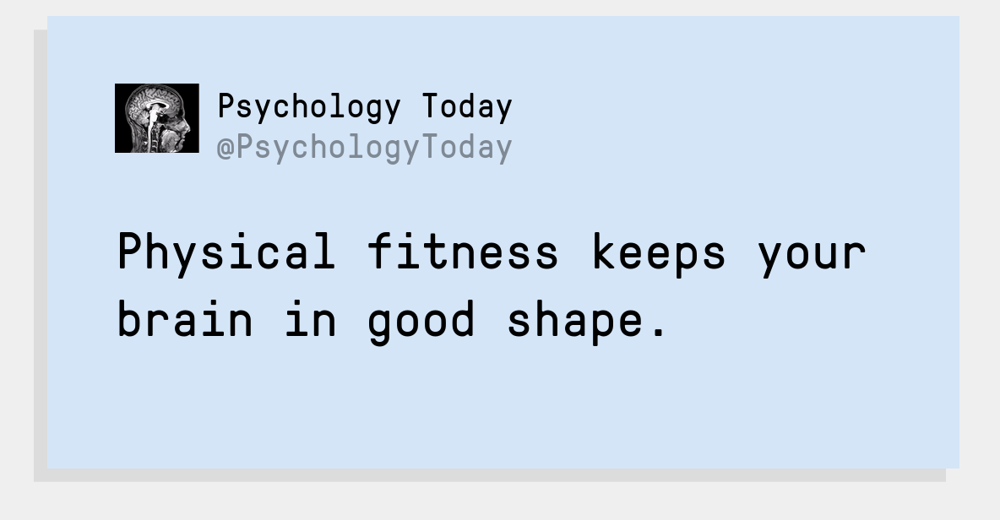 Psychology Today
@PsychologyToday
Physical fitness keeps your
brain in good shape.